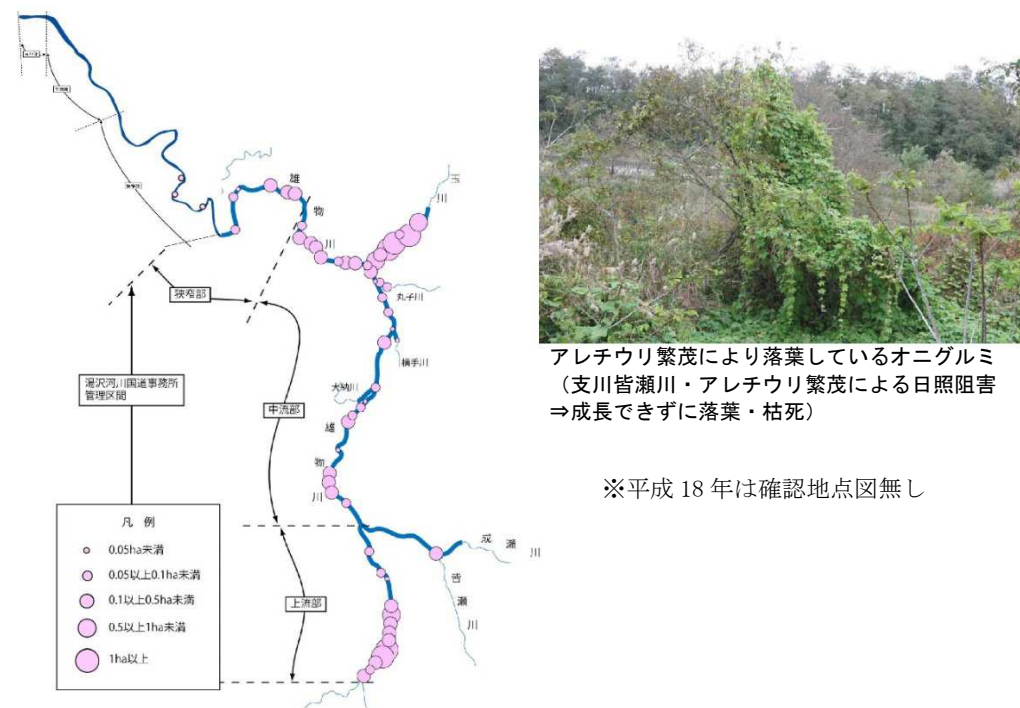 雄
物
川
玉
川
丸子川
横手川
大納川
雄
物
川
成
瀬
川
皆
瀬
川
狭窄部
中流部
上流部
湯沢河川国道事務所
管理区間
凡 例
0.05ha未満
0.05以上0.1ha未満
0.1以上0.5ha未満
0.5以上1ha未満
1ha以上
アレチウリ繁茂により落葉しているオニグルミ
（支川皆瀬川・アレチウリ繁茂による日照阻害
⇒成長できずに落葉・枯死）
※平成 18 年は確認地点図無し